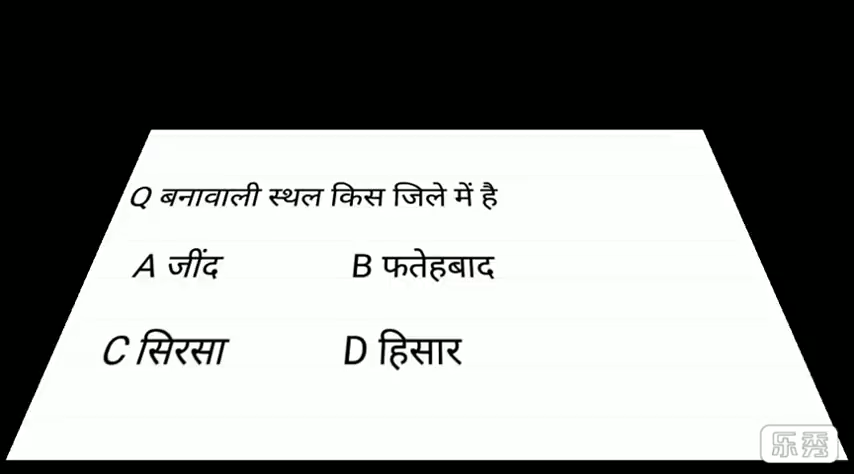 Q बनावाली स्थल किस जिले में है
A जींद B फतेहबाद
C सिरसा D हिसार
乐秀